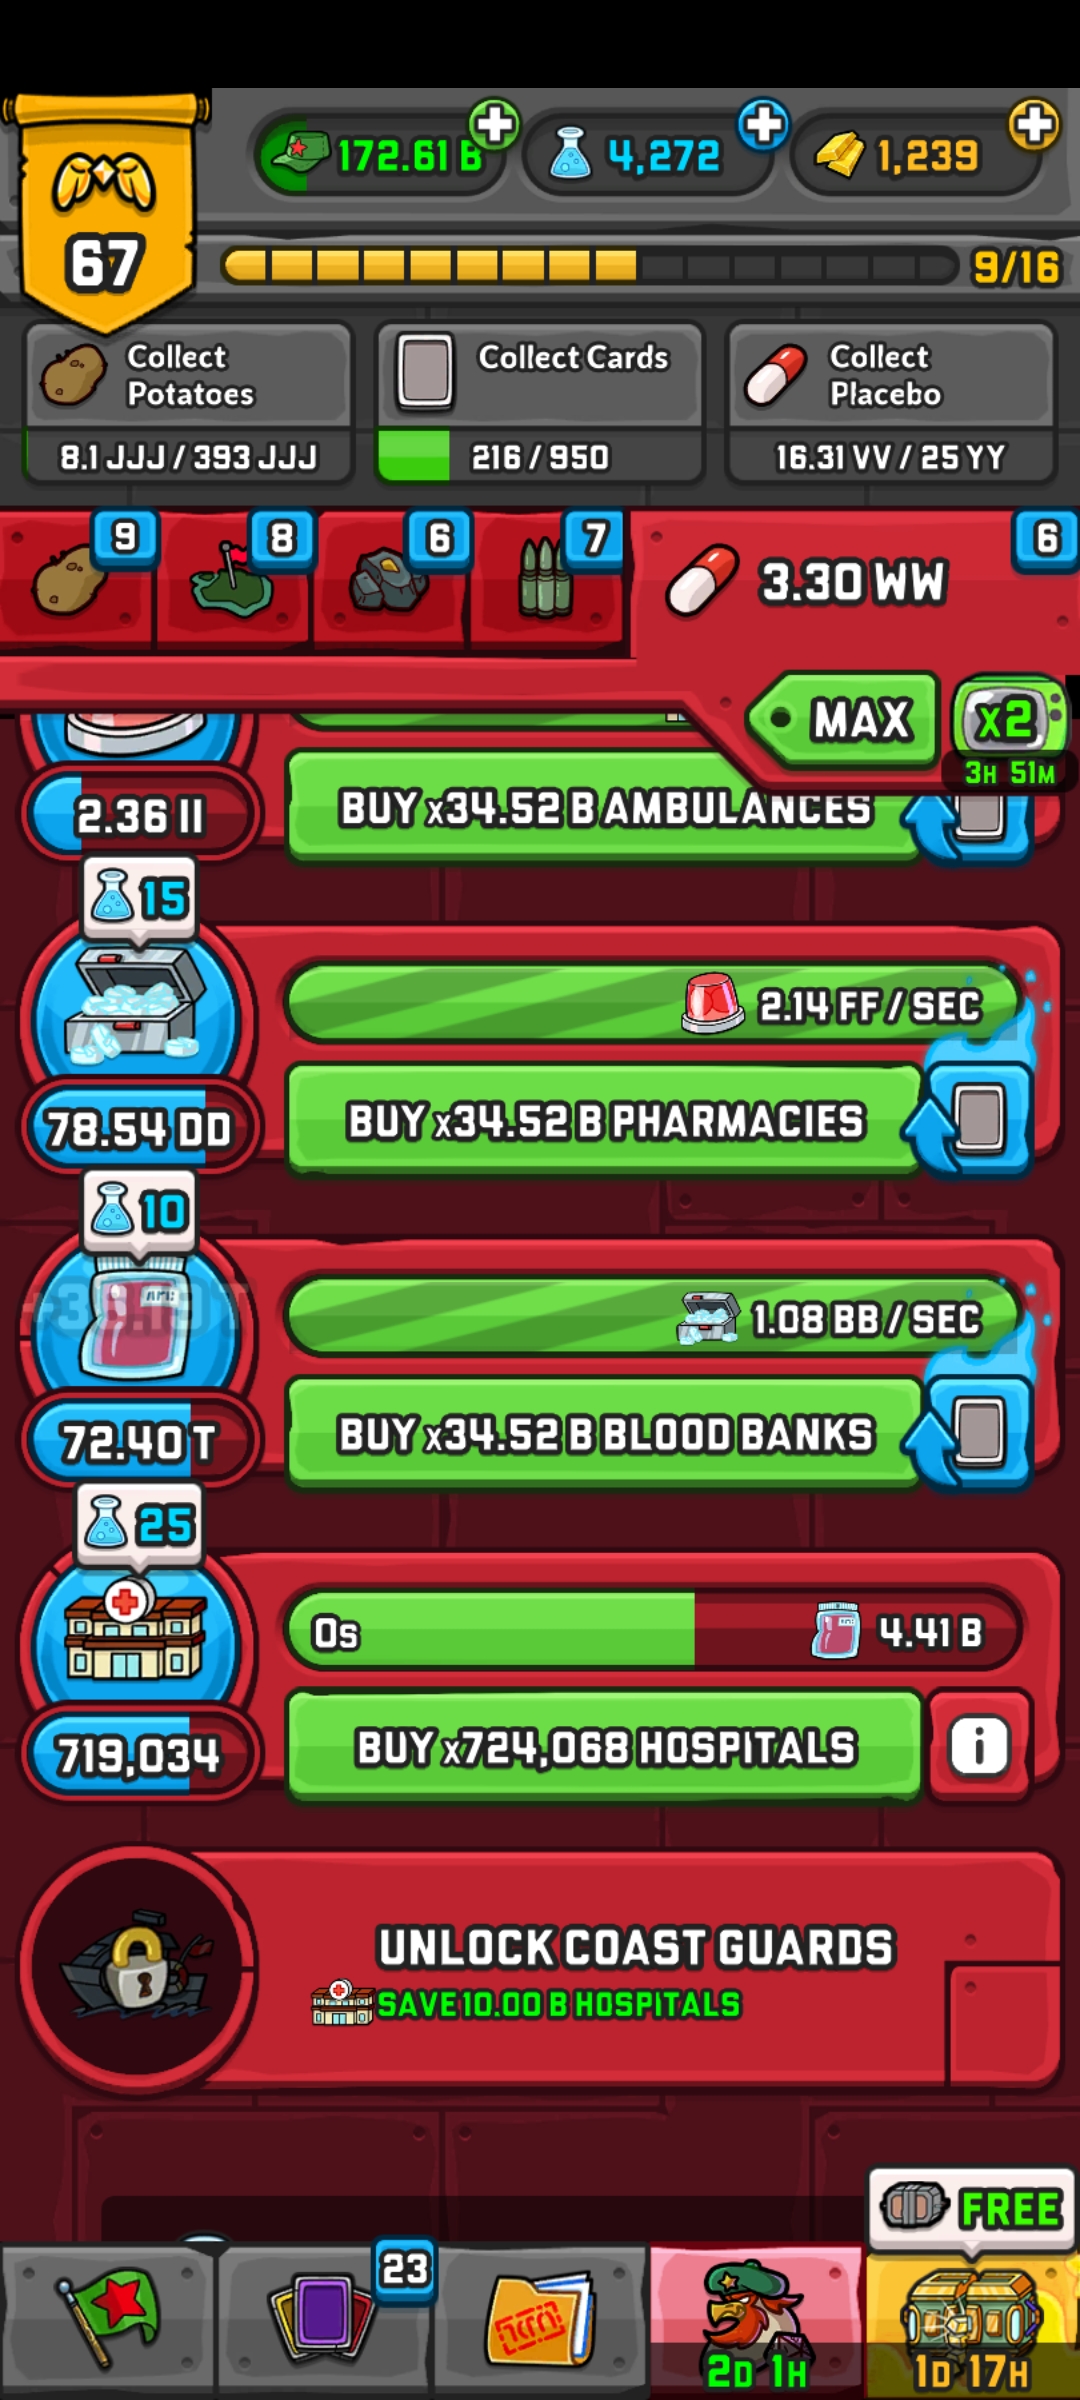 172.61 B
4,272
1,239
67
9/16
Collect
Potatoes
8.1 JJJ / 393 JJJ
Collect Cards
216 / 950
Collect
Placebo
16.31 VV / 25 YY
9
8
6
7
3.30 WW
6
MAX
x2
3H 51M
2.36 II
BUY x34.52 B AMBULANCES
15
2.14 FF / SEC
78.54 DD
BUY x34.52 B PHARMACIES
10
1.08 BB / SEC
72.40 T
BUY x34.52 B BLOOD BANKS
25
0s
4.41 B
719,034
BUY x724,068 HOSPITALS
i
UNLOCK COAST GUARDS
SAVE 10.00 B HOSPITALS
FREE
23
2D 1H
1D 17H